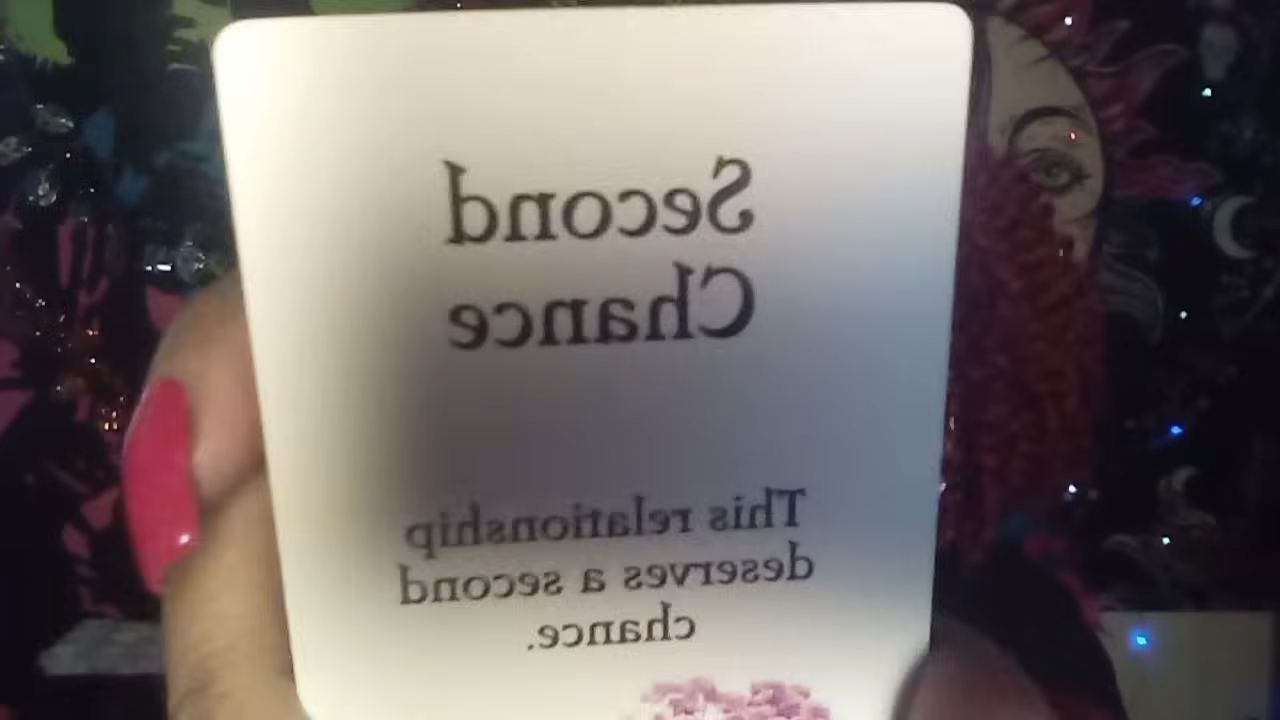 Second
Chance
This relationship
deserves a second
chance.